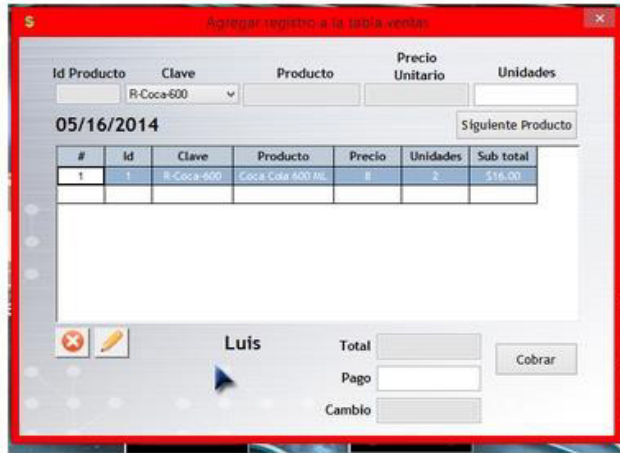 $ Agregar registro a la tabla ventas
Id Producto Clave Producto Precio Unitario Unidades
R-Coca-600
05/16/2014 Siguiente Producto
# Id Clave Producto Precio Unidades Sub total
1 1 R-Coca-600 Coca Cola 600 ML 8 2 $16.00
Luis Total
Cobrar
Pago
Cambio